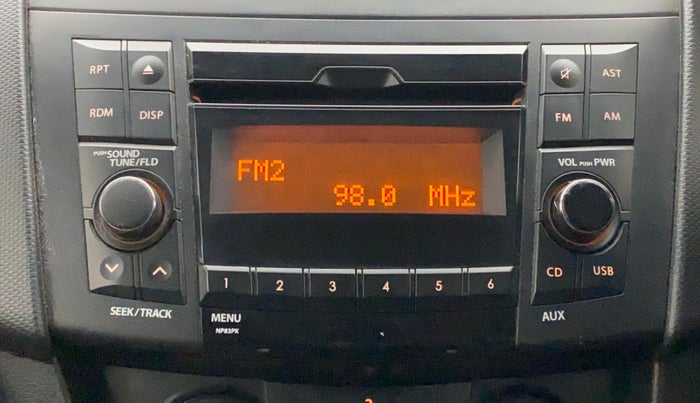 RPT
RDM
DISP
PUSH SOUND
TUNE/FLD
SEEK/TRACK
FM2
98.0 MHz
1 2 3 4 5 6
MENU
NP83PK
AST
FM
AM
VOL PUSH PWR
CD
USB
AUX